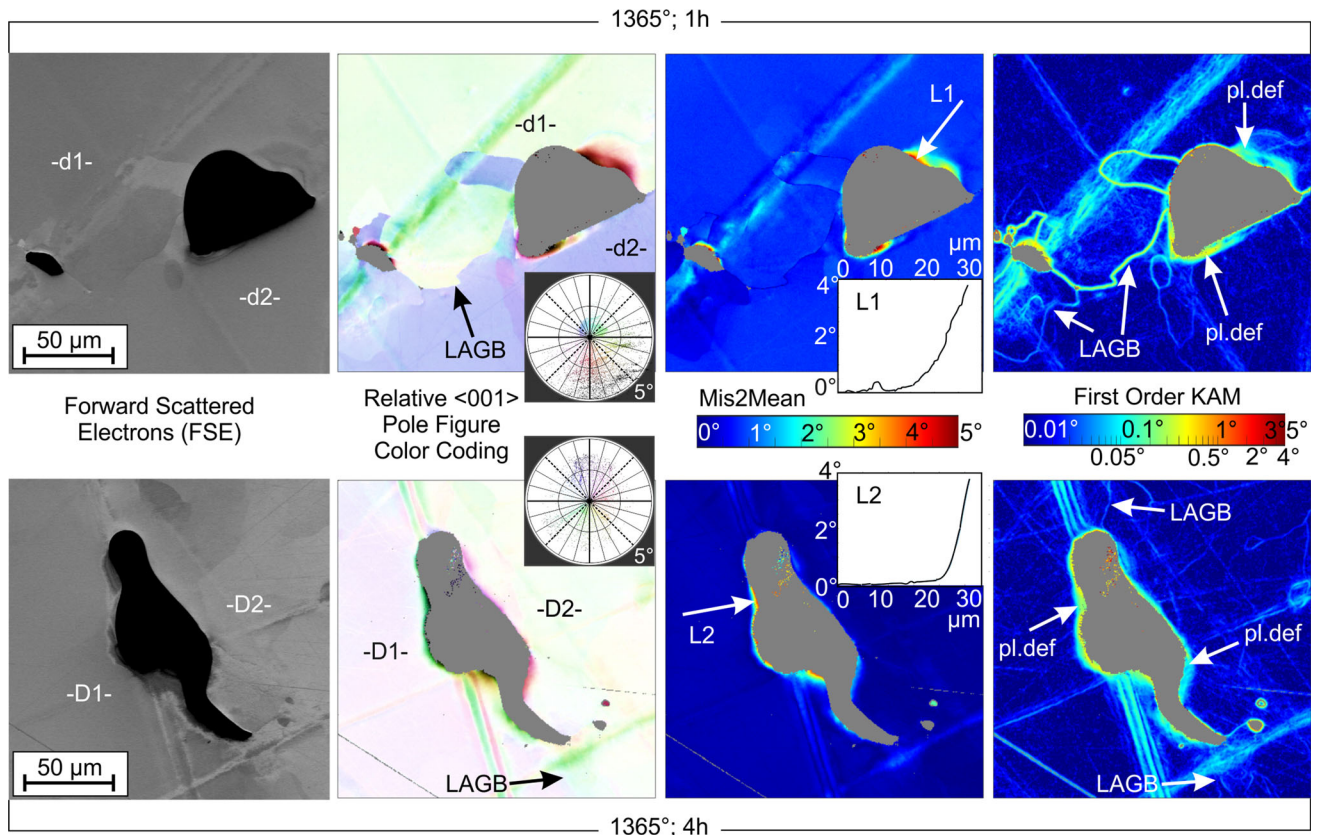 1365°; 1h
-d1-
-d2-
50 µm
-d1-
-d2-
LAGB
5°
L1
µm
0 10 20 30
4°
L1
2°
0°
pl.def
pl.def
LAGB
Forward Scattered
Electrons (FSE)
Relative <001>
Pole Figure
Color Coding
Mis2Mean
0° 1° 2° 3° 4° 5°
First Order KAM
0.01° 0.1° 1° 3° 5°
0.05° 0.5° 2° 4°
-D2-
-D1-
50 µm
5°
-D2-
-D1-
LAGB
L2
4°
L2
2°
0°
0 10 20 30
µm
LAGB
pl.def
pl.def
LAGB
1365°; 4h